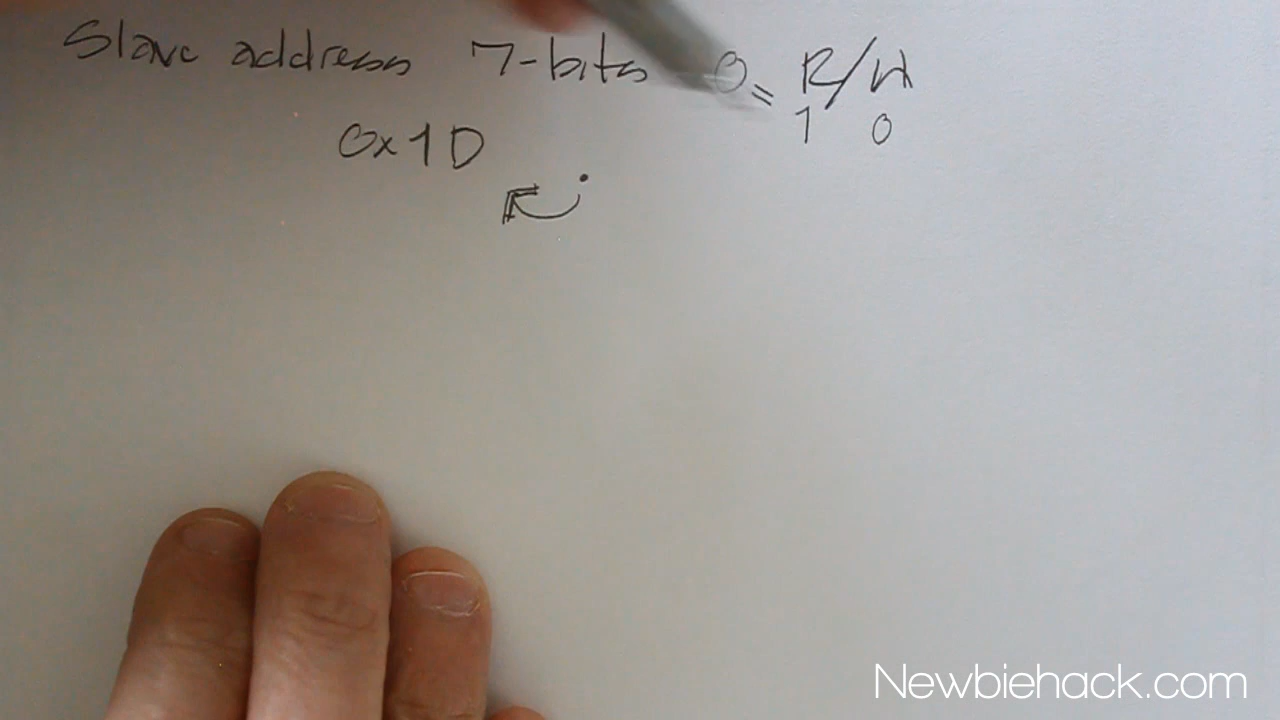 Slave address 7-bits 0 = R/W
1 0
0x1D
Newbiehack.com